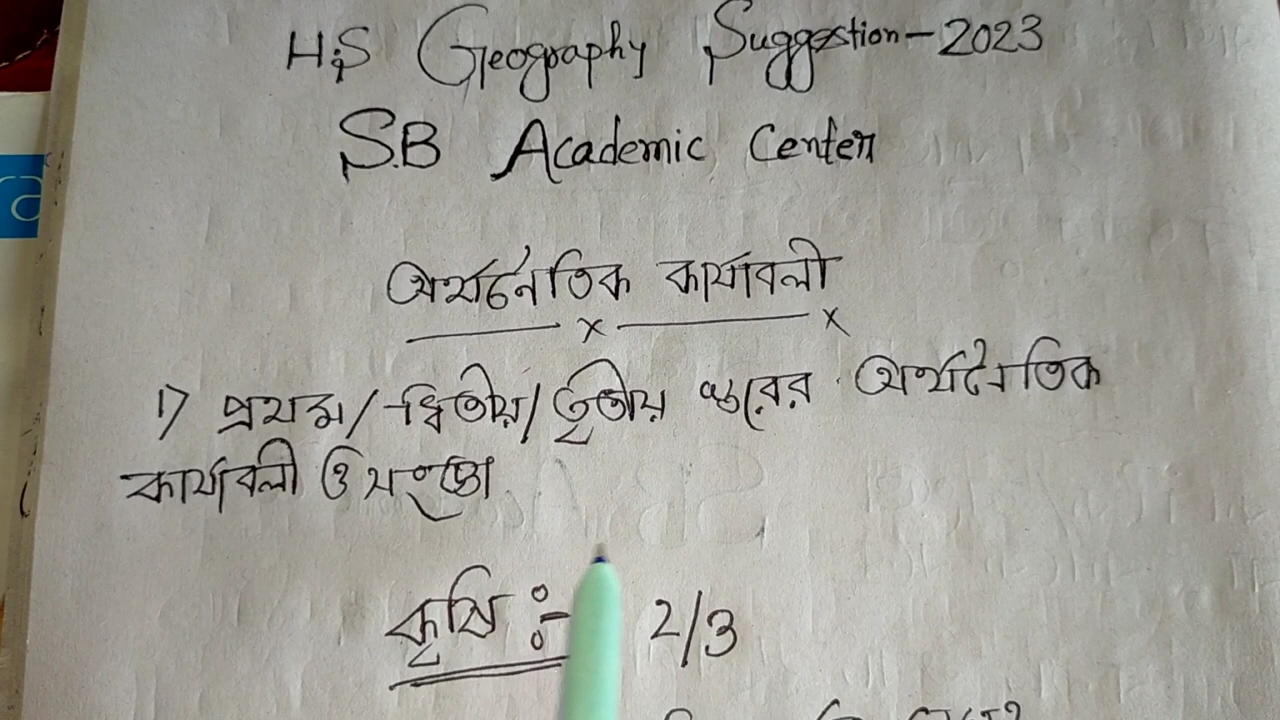 H.S Geography Suggestion-2023
S.B Academic Center
অর্থনৈতিক কার্যাবলী
1) প্রথম/দ্বিতীয়/তৃতীয় স্তরের অর্থনৈতিক
কার্যাবলী ও সংজ্ঞা
কৃষি :- 2/3